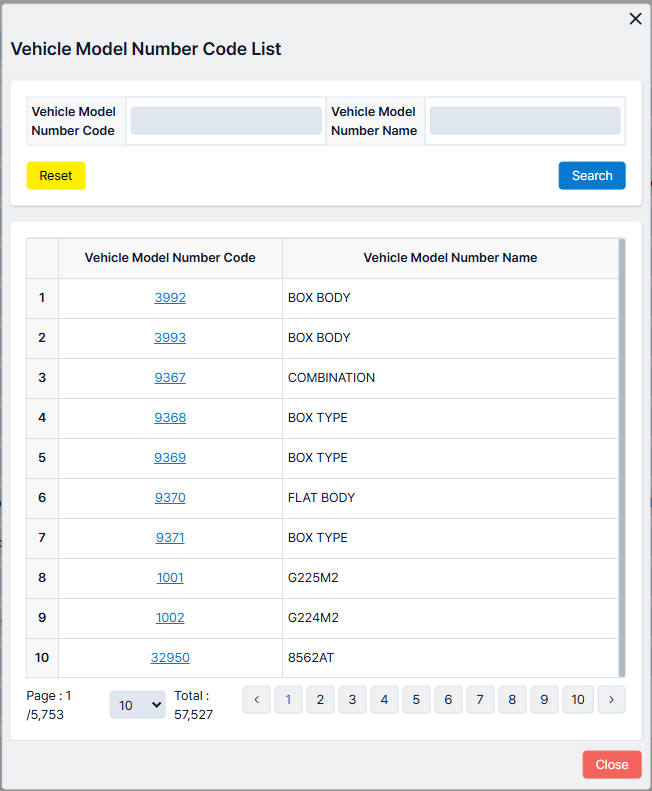 Vehicle Model Number Code List
Vehicle Model Number Code
Vehicle Model Number Name
Reset
Search
Vehicle Model Number Code Vehicle Model Number Name
1 3992 BOX BODY
2 3993 BOX BODY
3 9367 COMBINATION
4 9368 BOX TYPE
5 9369 BOX TYPE
6 9370 FLAT BODY
7 9371 BOX TYPE
8 1001 G225M2
9 1002 G224M2
10 32950 8562AT
Page : 1
/5,753
10
Total :
57,527
< 1 2 3 4 5 6 7 8 9 10 >
Close